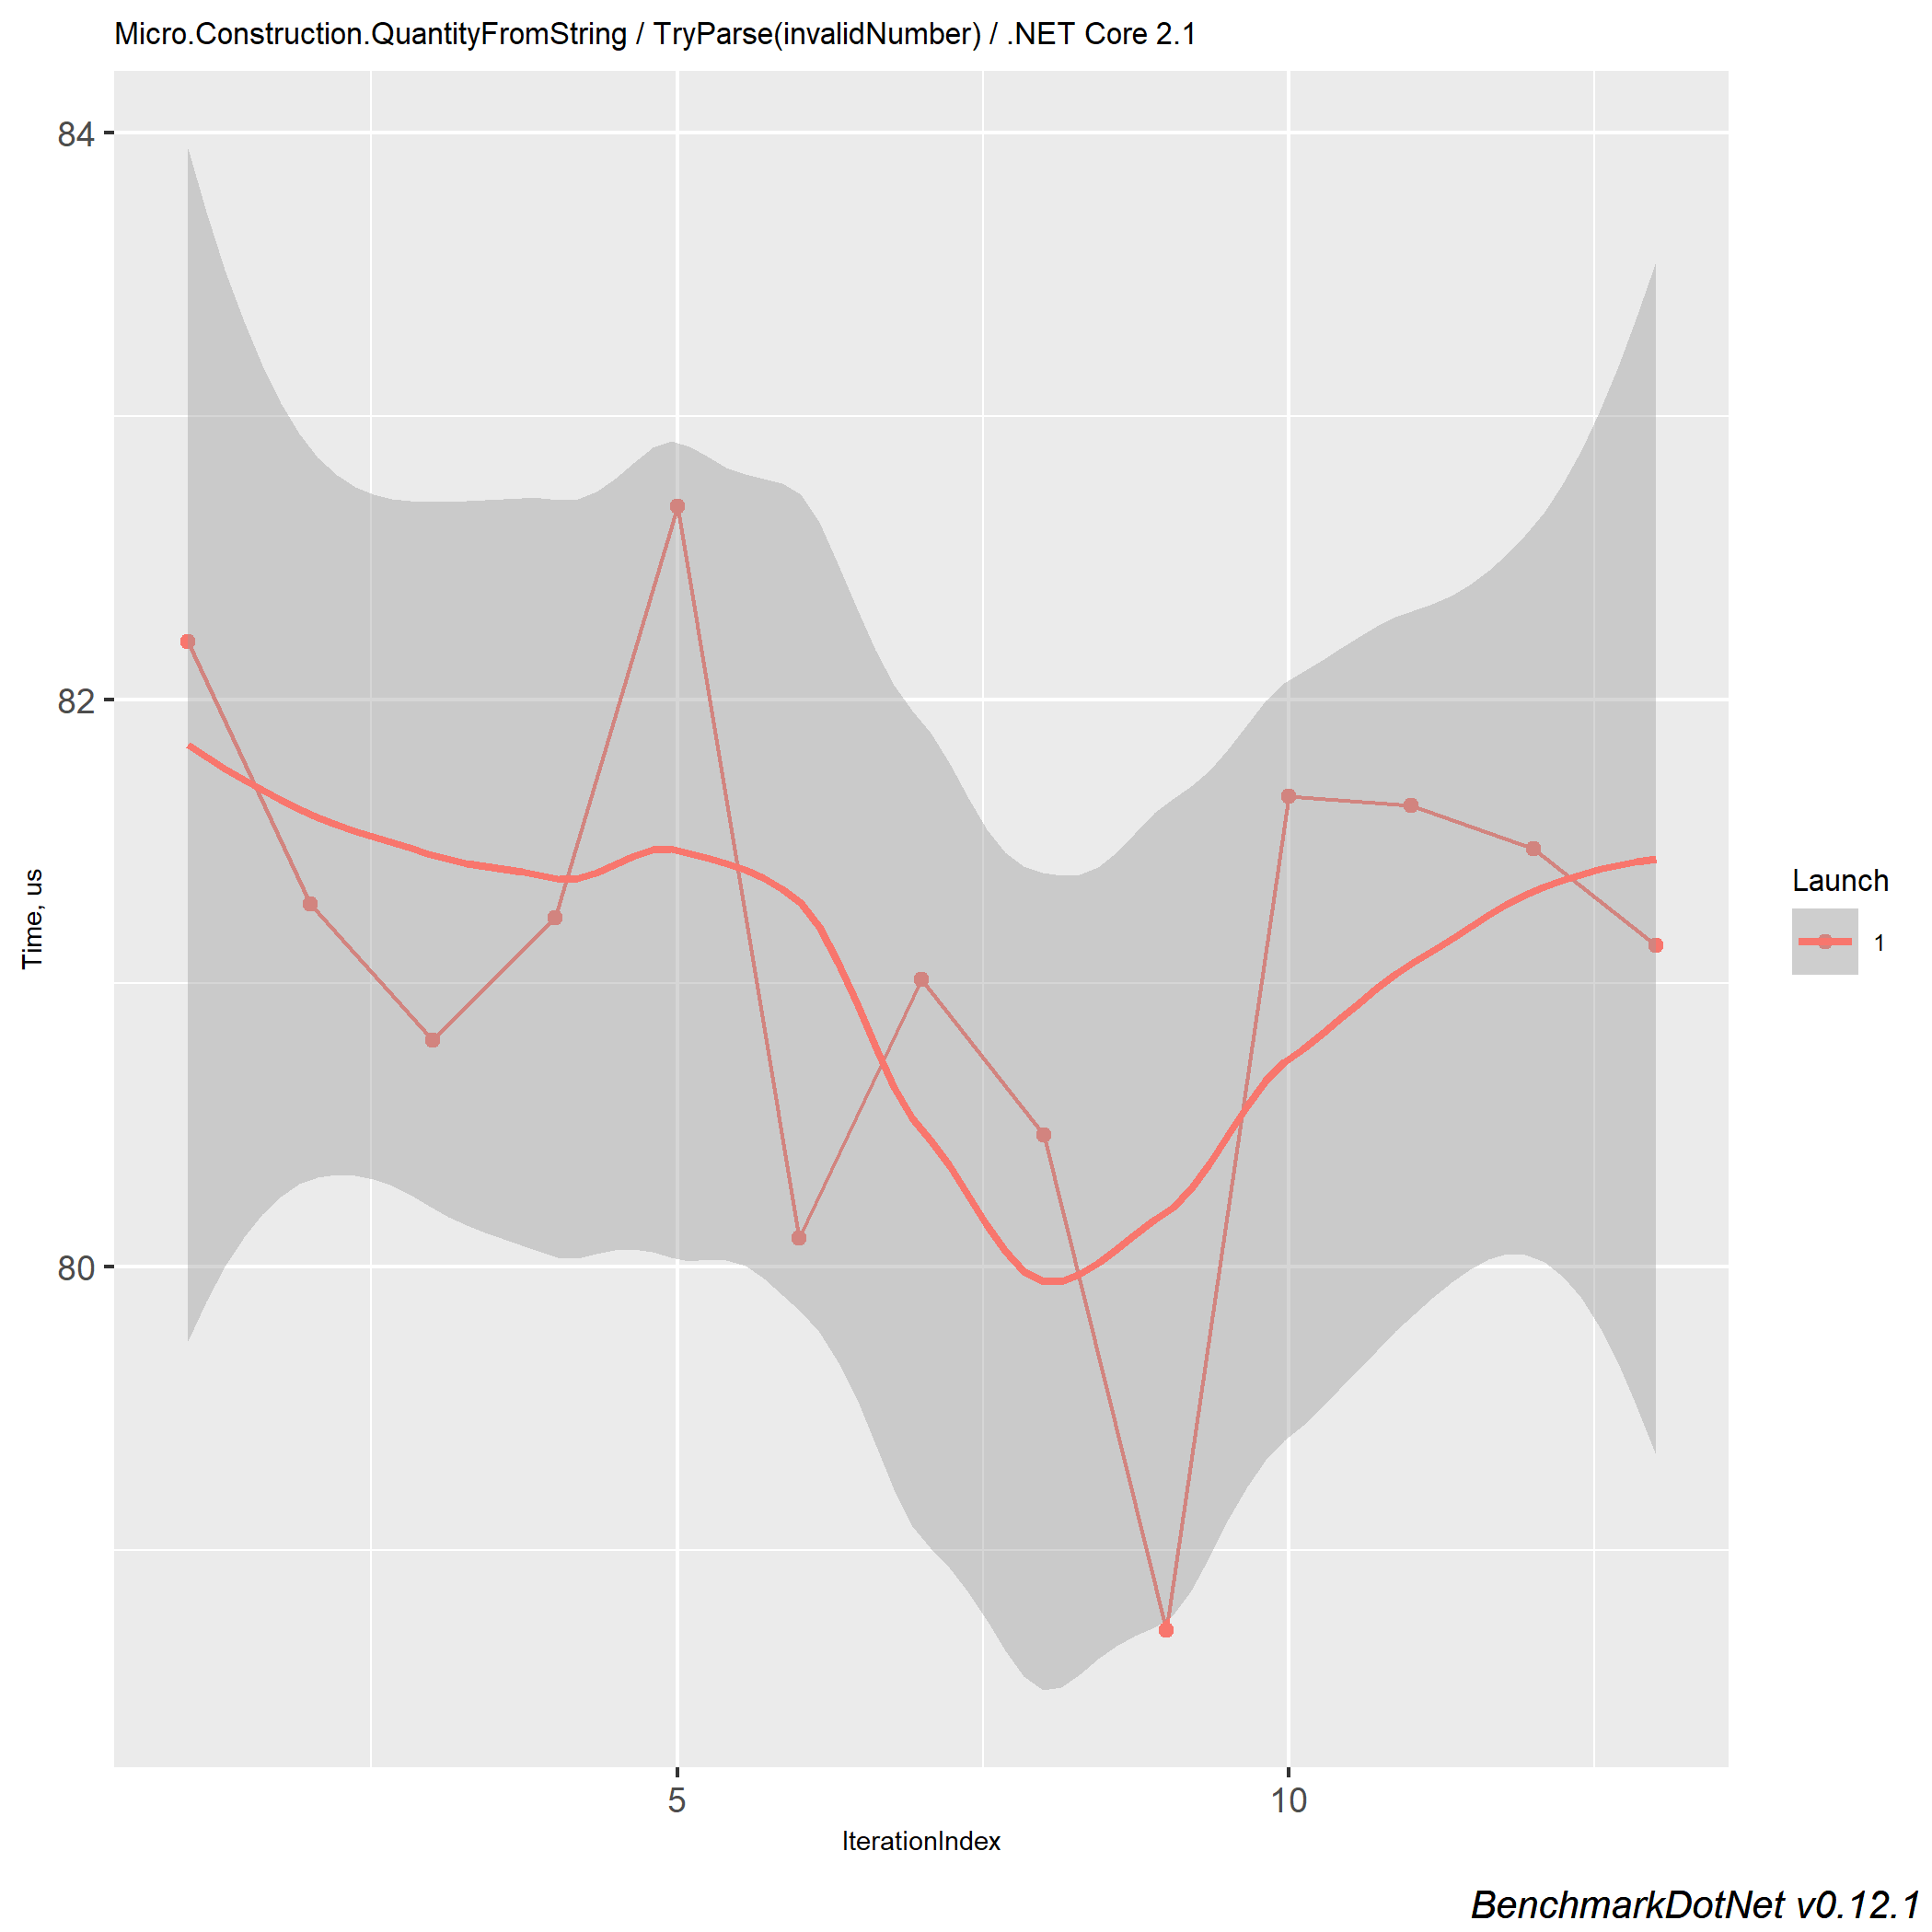 Micro.Construction.QuantityFromString / TryParse(invalidNumber) / .NET Core 2.1
84
82
80
Time, us
5
10
IterationIndex
Launch
1
BenchmarkDotNet v0.12.1